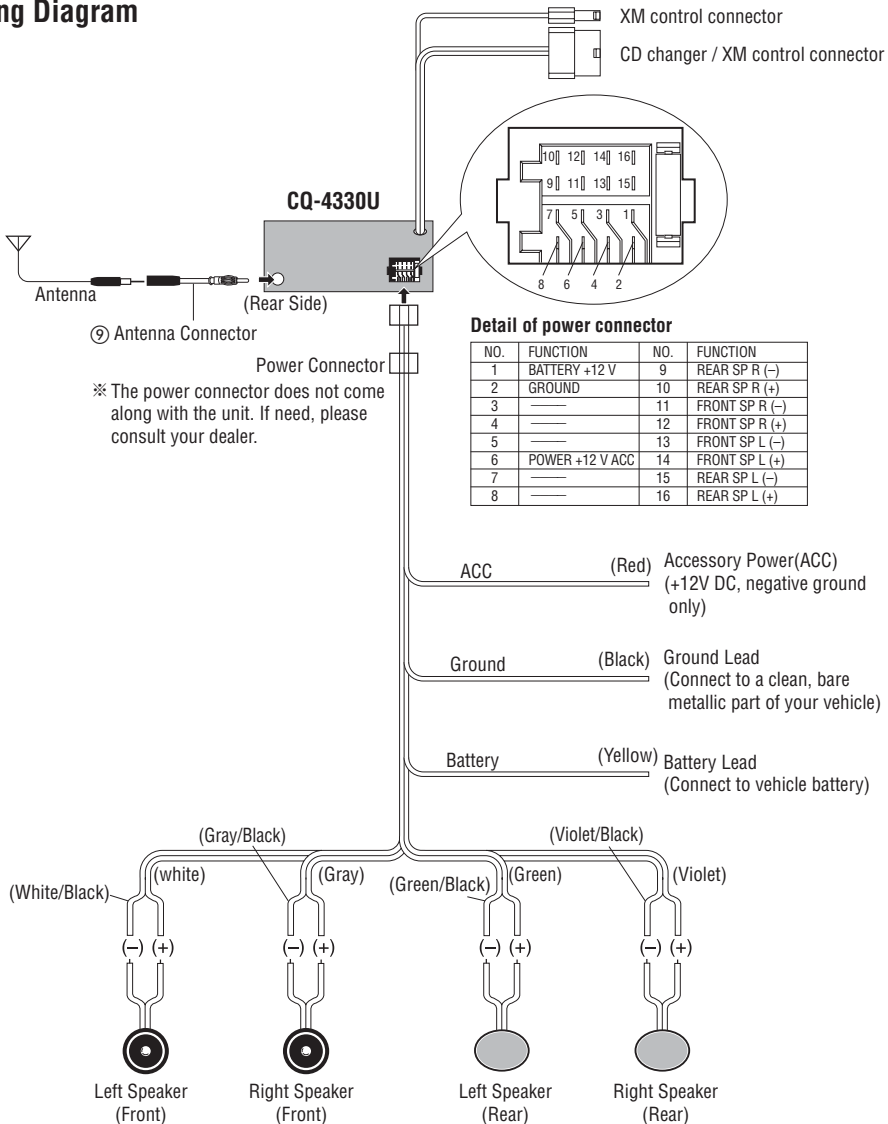 ng Diagram
XM control connector
CD changer / XM control connector
10 12 14 16
9 11 13 15
7 5 3 1
8 6 4 2
CQ-4330U
Antenna
(Rear Side)
⑨ Antenna Connector
Power Connector
※ The power connector does not come
along with the unit. If need, please
consult your dealer.
Detail of power connector
NO. FUNCTION NO. FUNCTION
1 BATTERY +12 V 9 REAR SP R (–)
2 GROUND 10 REAR SP R (+)
3 —— 11 FRONT SP R (–)
4 —— 12 FRONT SP R (+)
5 —— 13 FRONT SP L (–)
6 POWER +12 V ACC 14 FRONT SP L (+)
7 —— 15 REAR SP L (–)
8 —— 16 REAR SP L (+)
ACC (Red) Accessory Power(ACC)
(+12V DC, negative ground
only)
Ground (Black) Ground Lead
(Connect to a clean, bare
metallic part of your vehicle)
Battery (Yellow) Battery Lead
(Connect to vehicle battery)
(Gray/Black) (Violet/Black)
(White/Black) (white) (Gray) (Green/Black) (Green) (Violet)
(–) (+) (–) (+) (–) (+) (–) (+)
Left Speaker
(Front)
Right Speaker
(Front)
Left Speaker
(Rear)
Right Speaker
(Rear)